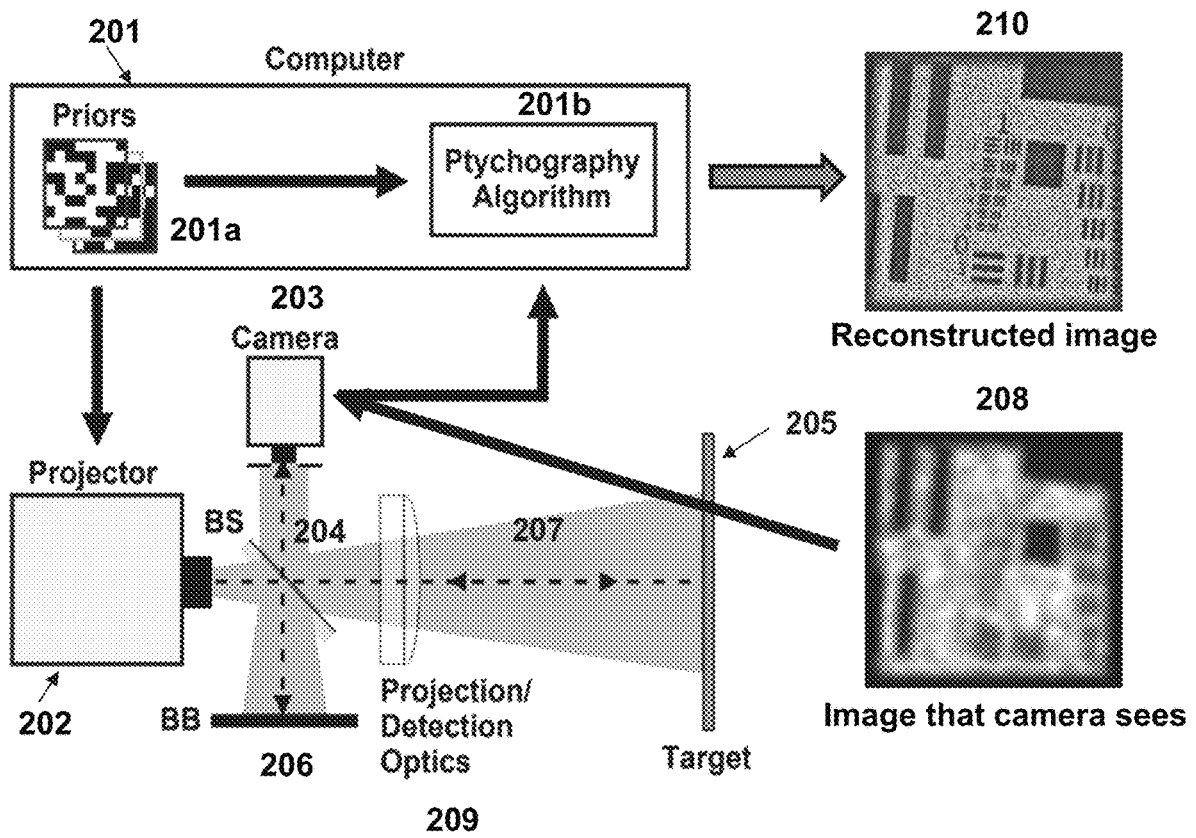 201
Computer
210
Priors
201b
Ptychography
Algorithm
201a
203
Camera
Reconstructed image
208
205
Projector
BS
204
207
202
BB
206
Projection/
Detection
Optics
Target
Image that camera sees
209